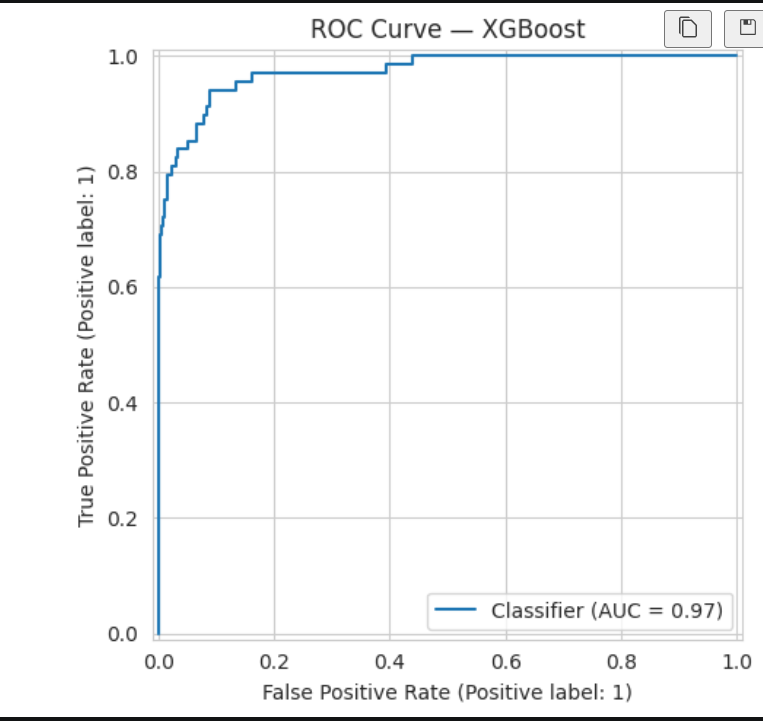 ROC Curve — XGBoost
1.0
0.8
0.6
0.4
0.2
0.0
True Positive Rate (Positive label: 1)
Classifier (AUC = 0.97)
0.0 0.2 0.4 0.6 0.8 1.0
False Positive Rate (Positive label: 1)